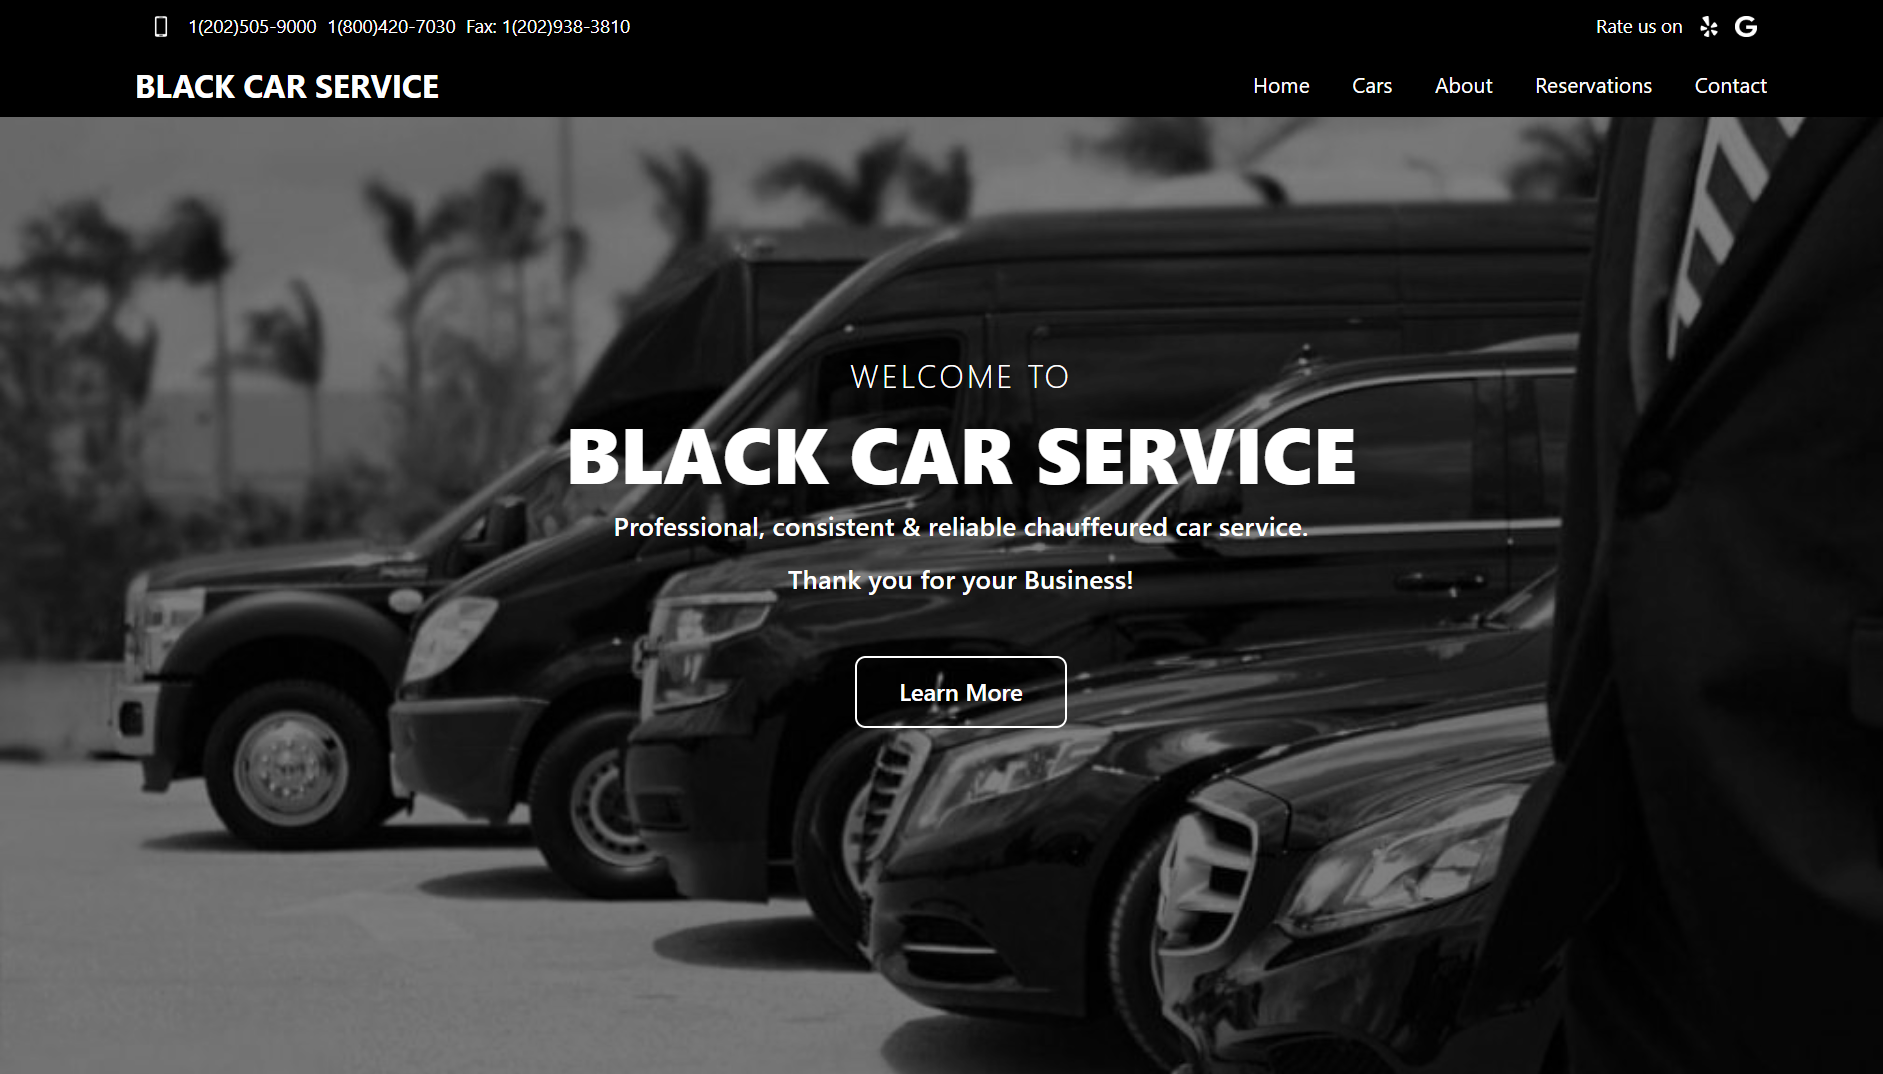 1(202)505-9000 1(800)420-7030 Fax: 1(202)938-3810
Rate us on
BLACK CAR SERVICE
Home Cars About Reservations Contact
WELCOME TO
BLACK CAR SERVICE
Professional, consistent & reliable chauffeured car service.
Thank you for your Business!
Learn More